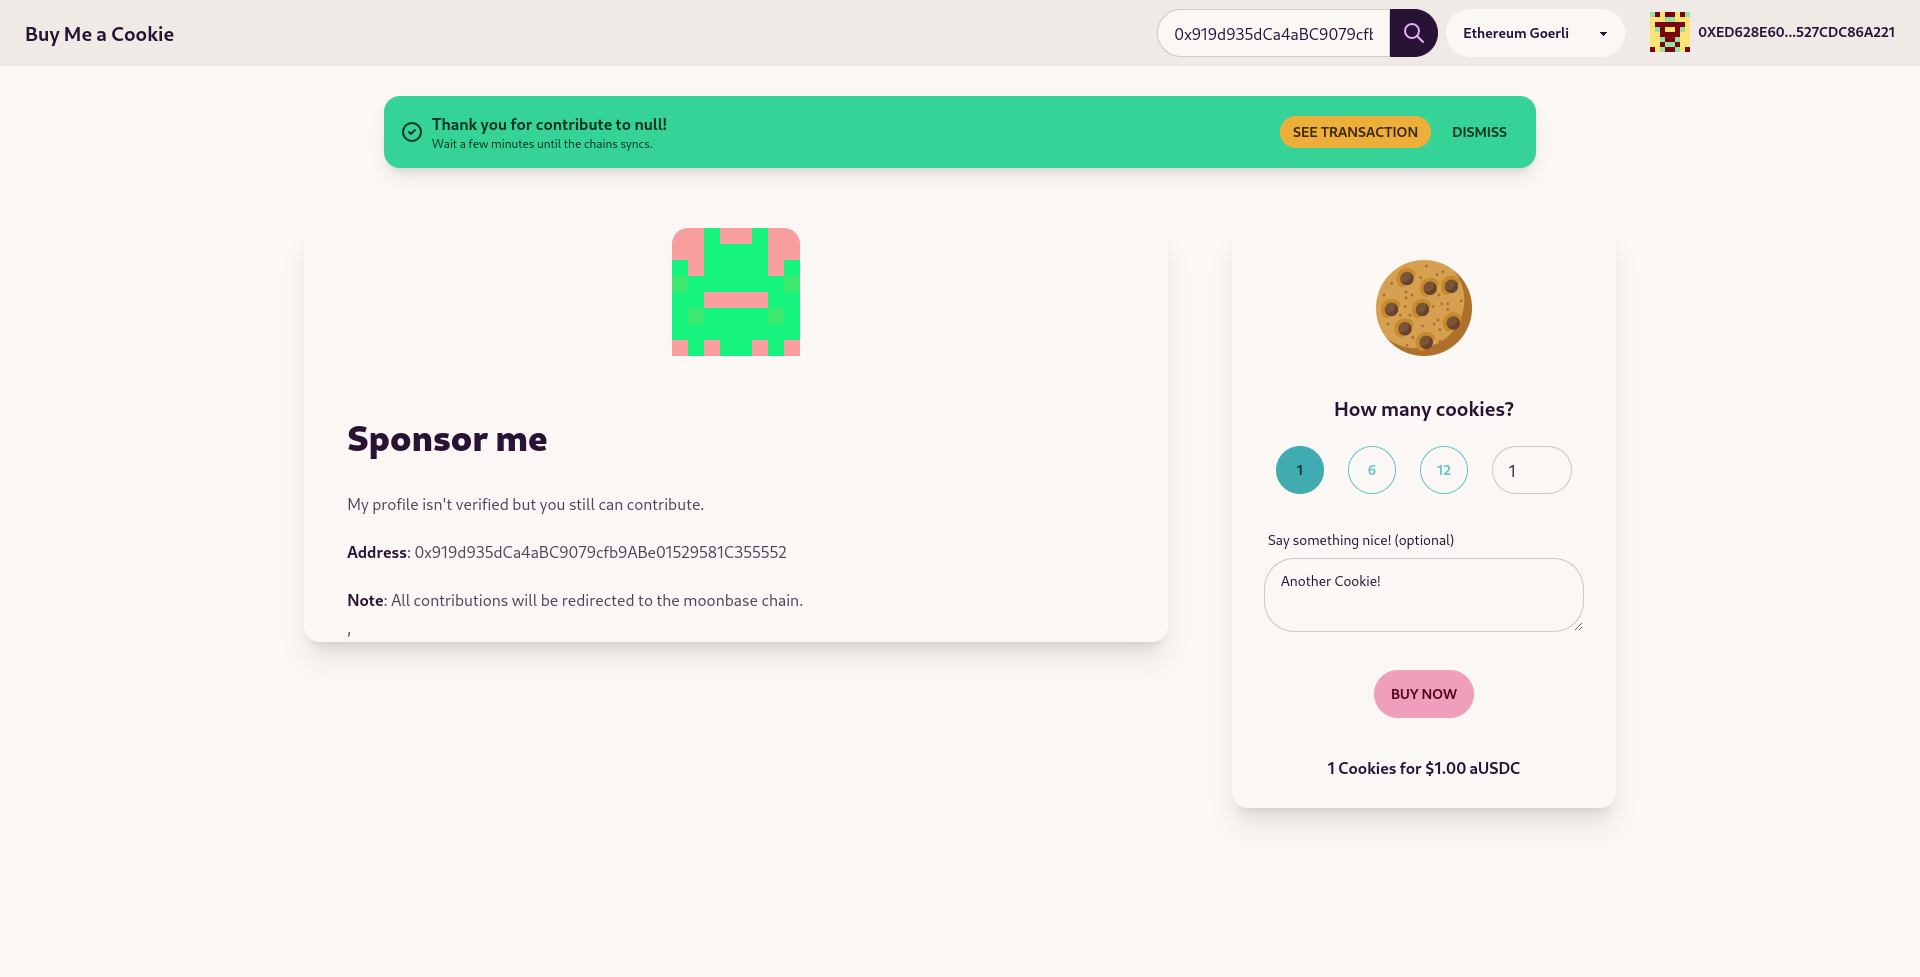 Buy Me a Cookie
0x919d935dCa4aBC9079cfb
Ethereum Goerli
0XED628E60...527CDC86A221
Thank you for contribute to null!
Wait a few minutes until the chains syncs.
SEE TRANSACTION
DISMISS
Sponsor me
My profile isn't verified but you still can contribute.
Address: 0x919d935dCa4aBC9079cfb9ABe01529581C355552
Note: All contributions will be redirected to the moonbase chain.
,
How many cookies?
1
6
12
1
Say something nice! (optional)
Another Cookie!
BUY NOW
1 Cookies for $1.00 aUSDC